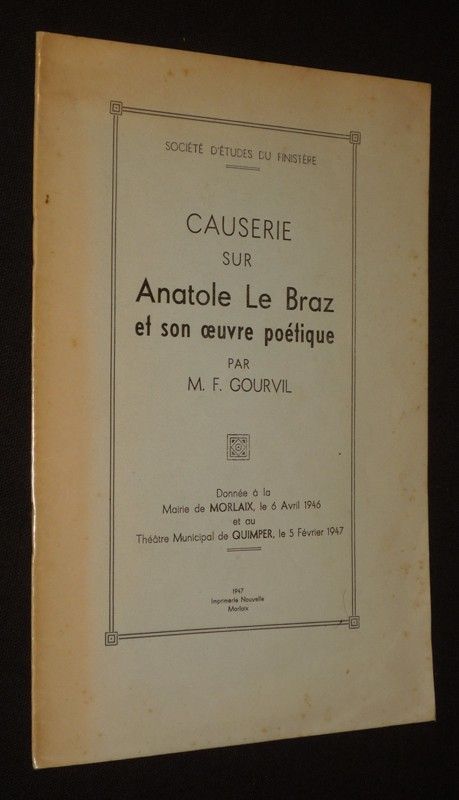 SOCIÉTÉ D'ÉTUDES DU FINISTÈRE
CAUSERIE
SUR
Anatole Le Braz
et son œuvre poétique
PAR
M. F. GOURVIL
Donnée à la
Mairie de MORLAIX, le 6 Avril 1946
et au
Théâtre Municipal de QUIMPER, le 5 Février 1947
1947
Imprimerie Nouvelle
Morlaix